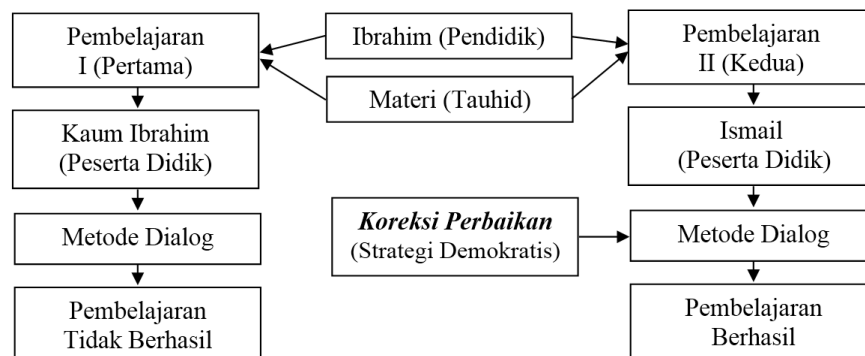 Pembelajaran
I (Pertama)
Kaum Ibrahim
(Peserta Didik)
Metode Dialog
Pembelajaran
Tidak Berhasil
Ibrahim (Pendidik)
Materi (Tauhid)
Koreksi Perbaikan
(Strategi Demokratis)
Pembelajaran
II (Kedua)
Ismail
(Peserta Didik)
Metode Dialog
Pembelajaran
Berhasil